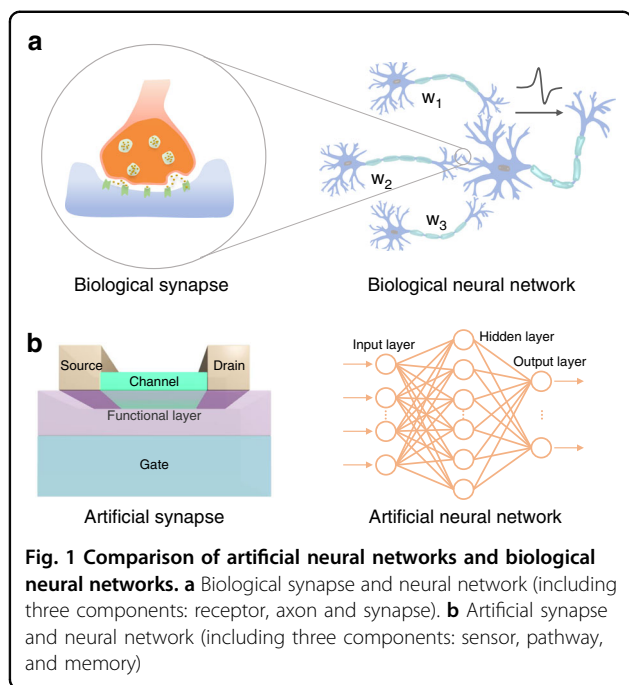 a
w1
w2
w3
Biological synapse
Biological neural network
b
Source
Drain
Channel
Functional layer
Gate
Input layer
Hidden layer
Output layer
Artificial synapse
Artificial neural network
Fig. 1 Comparison of artificial neural networks and biological
neural networks. a Biological synapse and neural network (including
three components: receptor, axon and synapse). b Artificial synapse
and neural network (including three components: sensor, pathway,
and memory)